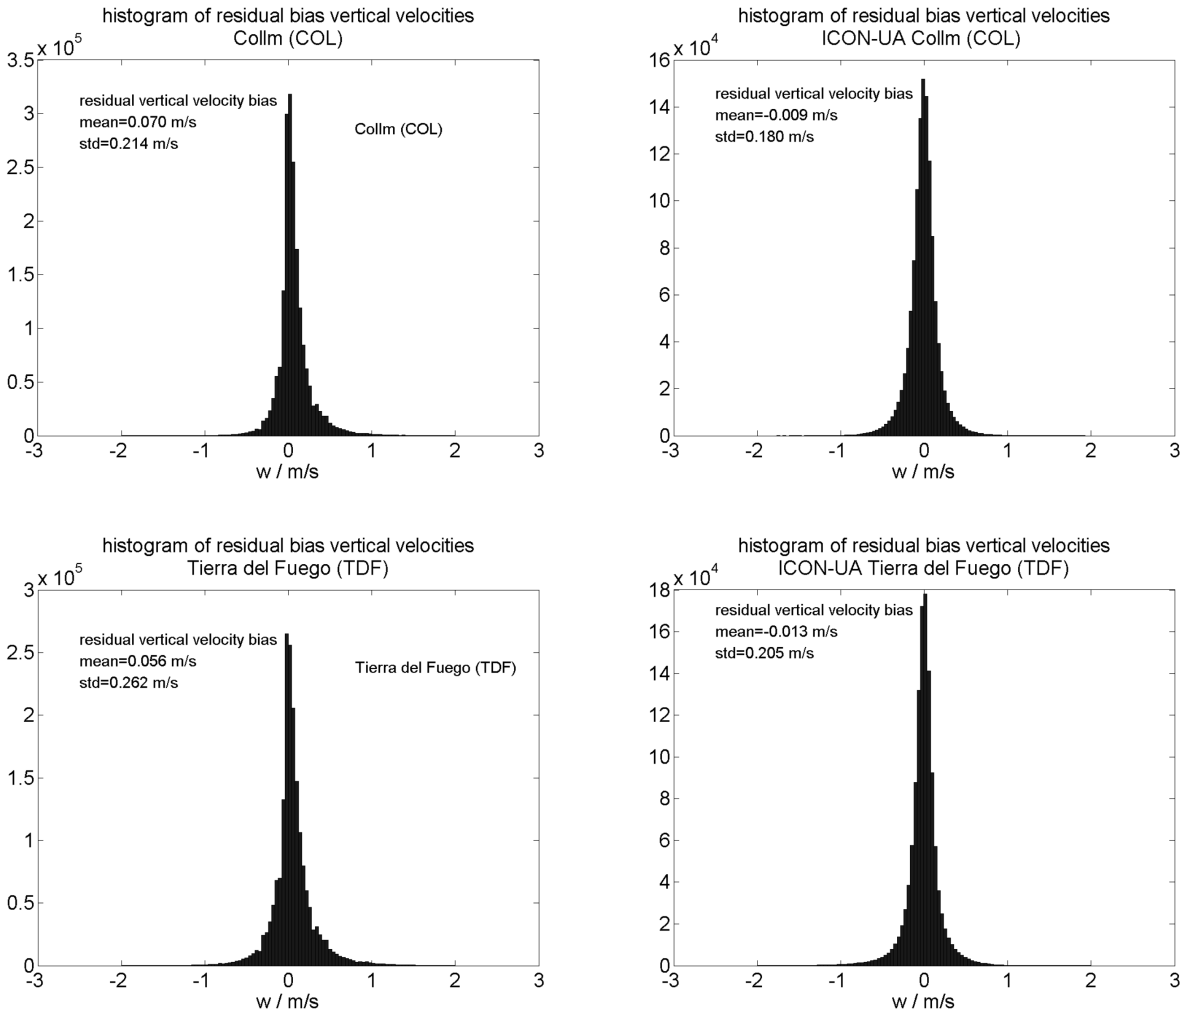 histogram of residual bias vertical velocities
Collm (COL)
x 10^5
3.5
3
2.5
2
1.5
1
0.5
0
residual vertical velocity bias
mean=0.070 m/s
std=0.214 m/s
Collm (COL)
-3 -2 -1 0 1 2 3
w / m/s
histogram of residual bias vertical velocities
ICON-UA Collm (COL)
x 10^4
16
14
12
10
8
6
4
2
0
residual vertical velocity bias
mean=-0.009 m/s
std=0.180 m/s
-3 -2 -1 0 1 2 3
w / m/s
histogram of residual bias vertical velocities
Tierra del Fuego (TDF)
x 10^5
3
2.5
2
1.5
1
0.5
0
residual vertical velocity bias
mean=0.056 m/s
std=0.262 m/s
Tierra del Fuego (TDF)
-3 -2 -1 0 1 2 3
w / m/s
histogram of residual bias vertical velocities
ICON-UA Tierra del Fuego (TDF)
x 10^4
18
16
14
12
10
8
6
4
2
0
residual vertical velocity bias
mean=-0.013 m/s
std=0.205 m/s
-3 -2 -1 0 1 2 3
w / m/s